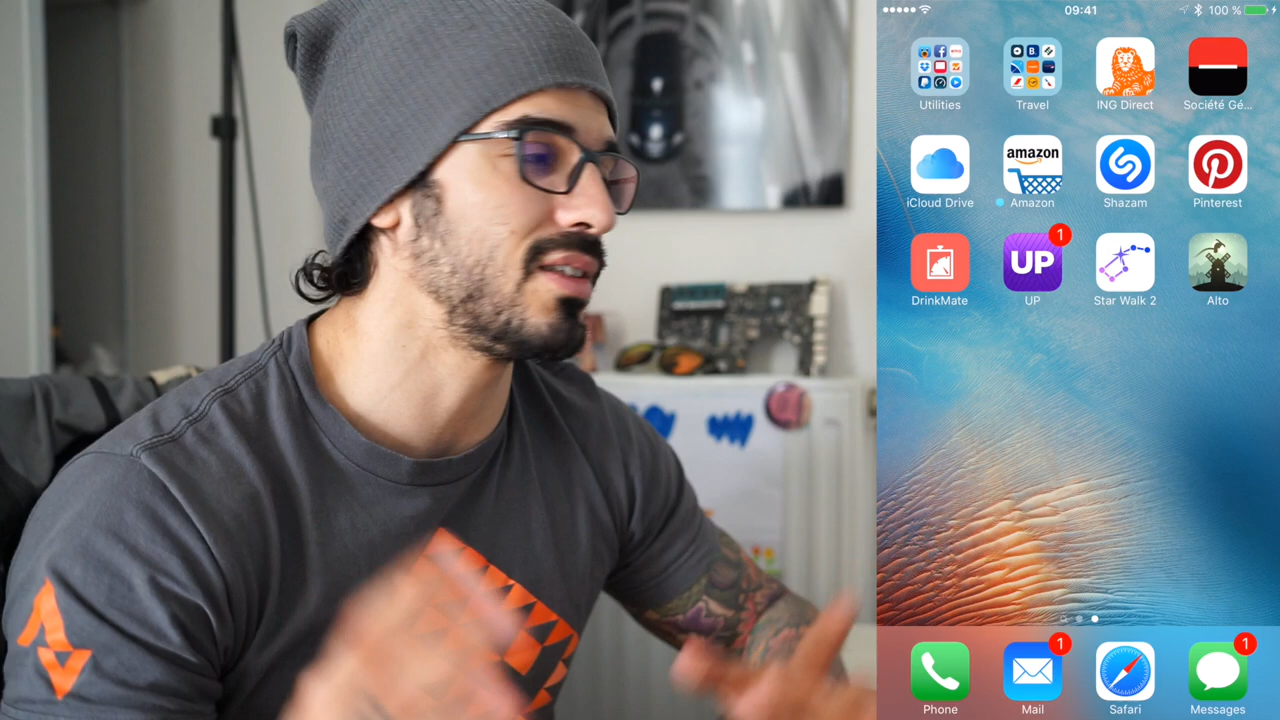 09:41
100 %
Utilities
Travel
ING Direct
Société Gé...
amazon
iCloud Drive
Amazon
Shazam
Pinterest
1
UP
DrinkMate
UP
Star Walk 2
Alto
1
1
Phone
Mail
Safari
Messages